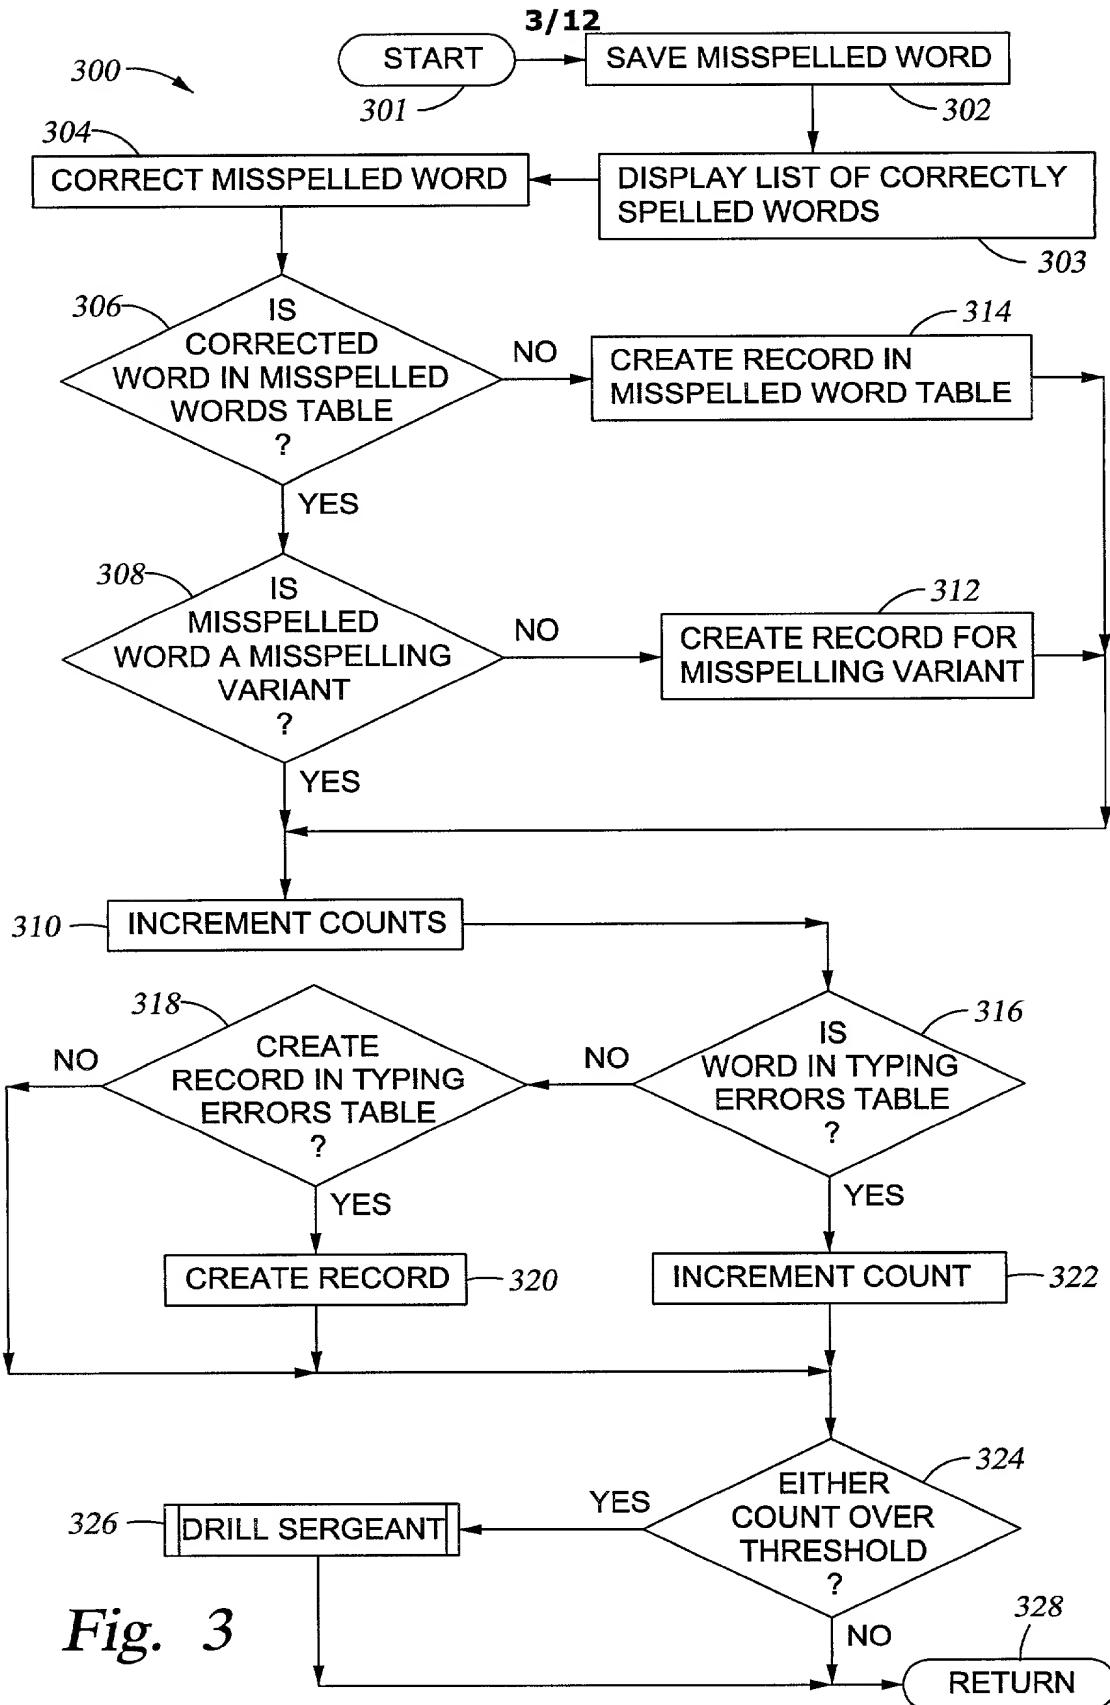 3/12
300
START
301
SAVE MISSPELLED WORD
302
304
CORRECT MISSPELLED WORD
DISPLAY LIST OF CORRECTLY
SPELLED WORDS
303
306
IS
CORRECTED
WORD IN MISSPELLED
WORDS TABLE
?
NO
314
CREATE RECORD IN
MISSPELLED WORD TABLE
YES
308
IS
MISSPELLED
WORD A MISSPELLING
VARIANT
?
NO
312
CREATE RECORD FOR
MISSPELLING VARIANT
YES
310
INCREMENT COUNTS
316
IS
WORD IN TYPING
ERRORS TABLE
?
NO
318
CREATE
RECORD IN TYPING
ERRORS TABLE
?
NO
YES
CREATE RECORD
320
YES
INCREMENT COUNT
322
324
EITHER
COUNT OVER
THRESHOLD
?
YES
326
DRILL SERGEANT
NO
328
RETURN
Fig. 3